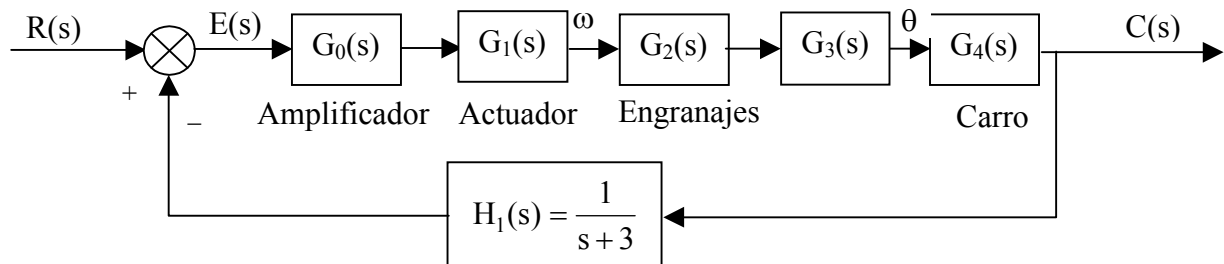 R(s) E(s) G₀(s) G₁(s) ω G₂(s) G₃(s) θ G₄(s) C(s)
+ −
Amplificador Actuador Engranajes Carro
H₁(s) = 1/(s + 3)